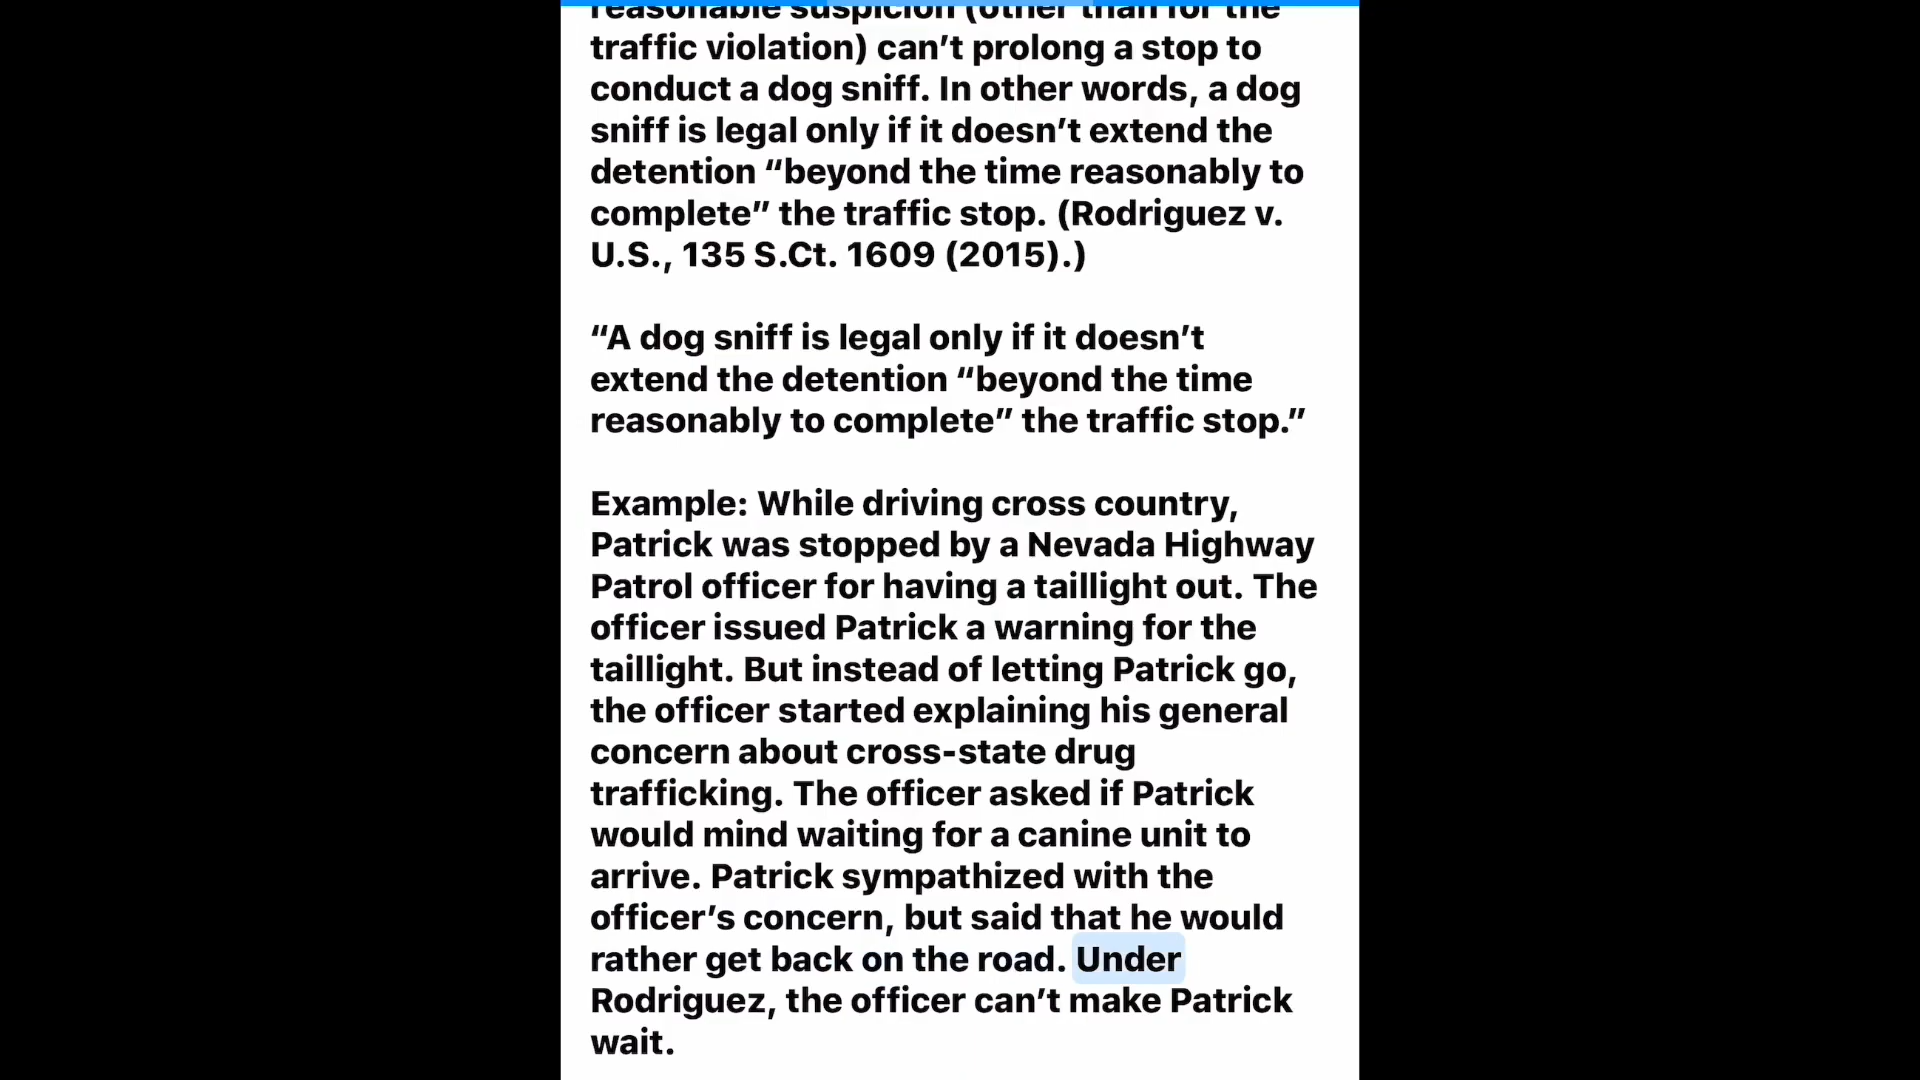 reasonable suspicion (other than for the
traffic violation) can’t prolong a stop to
conduct a dog sniff. In other words, a dog
sniff is legal only if it doesn’t extend the
detention “beyond the time reasonably to
complete” the traffic stop. (Rodriguez v.
U.S., 135 S.Ct. 1609 (2015).)
“A dog sniff is legal only if it doesn’t
extend the detention “beyond the time
reasonably to complete” the traffic stop.”
Example: While driving cross country,
Patrick was stopped by a Nevada Highway
Patrol officer for having a taillight out. The
officer issued Patrick a warning for the
taillight. But instead of letting Patrick go,
the officer started explaining his general
concern about cross-state drug
trafficking. The officer asked if Patrick
would mind waiting for a canine unit to
arrive. Patrick sympathized with the
officer’s concern, but said that he would
rather get back on the road. Under
Rodriguez, the officer can’t make Patrick
wait.